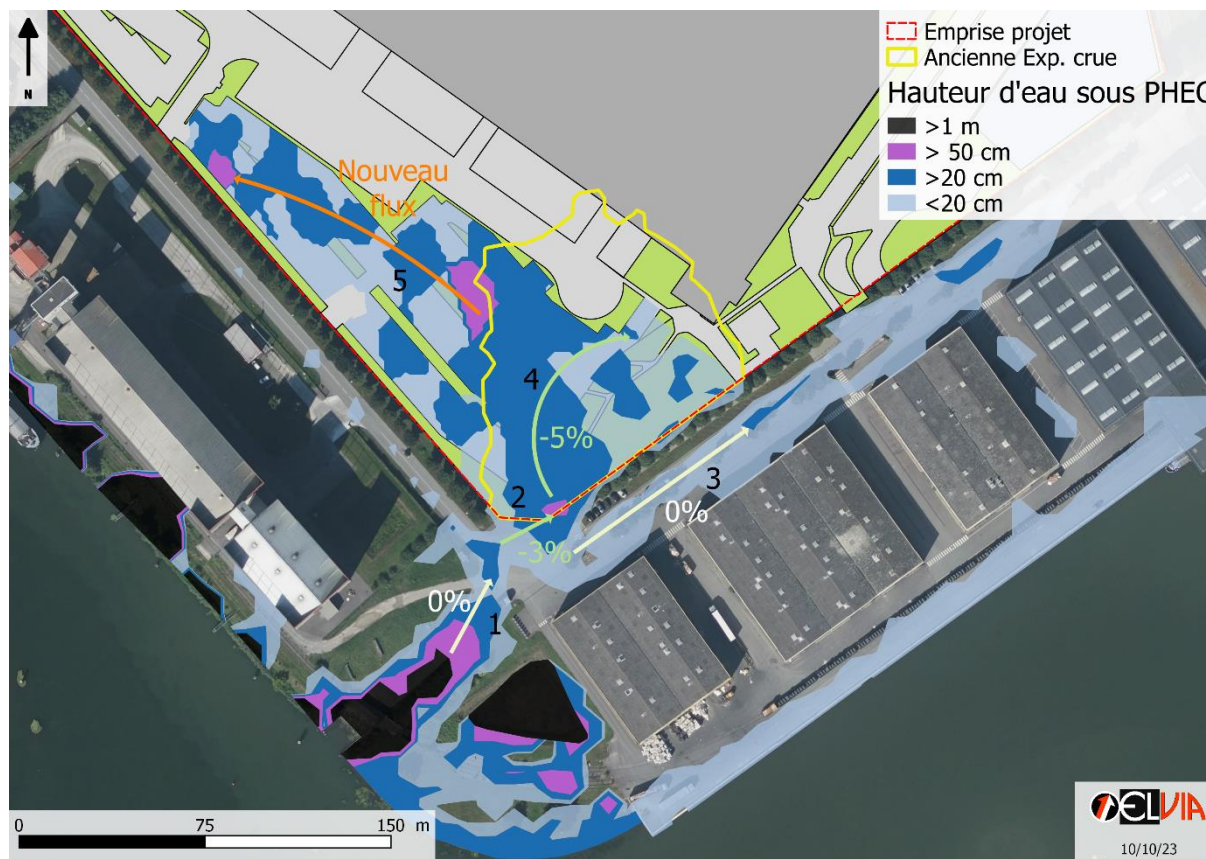 N
Emprise projet
Ancienne Exp. crue
Hauteur d'eau sous PHEC
>1 m
> 50 cm
>20 cm
<20 cm
Nouveau
flux
5
4
-5%
2
-3%
3
0%
0%
1
0 75 150 m
ELVIA
10/10/23